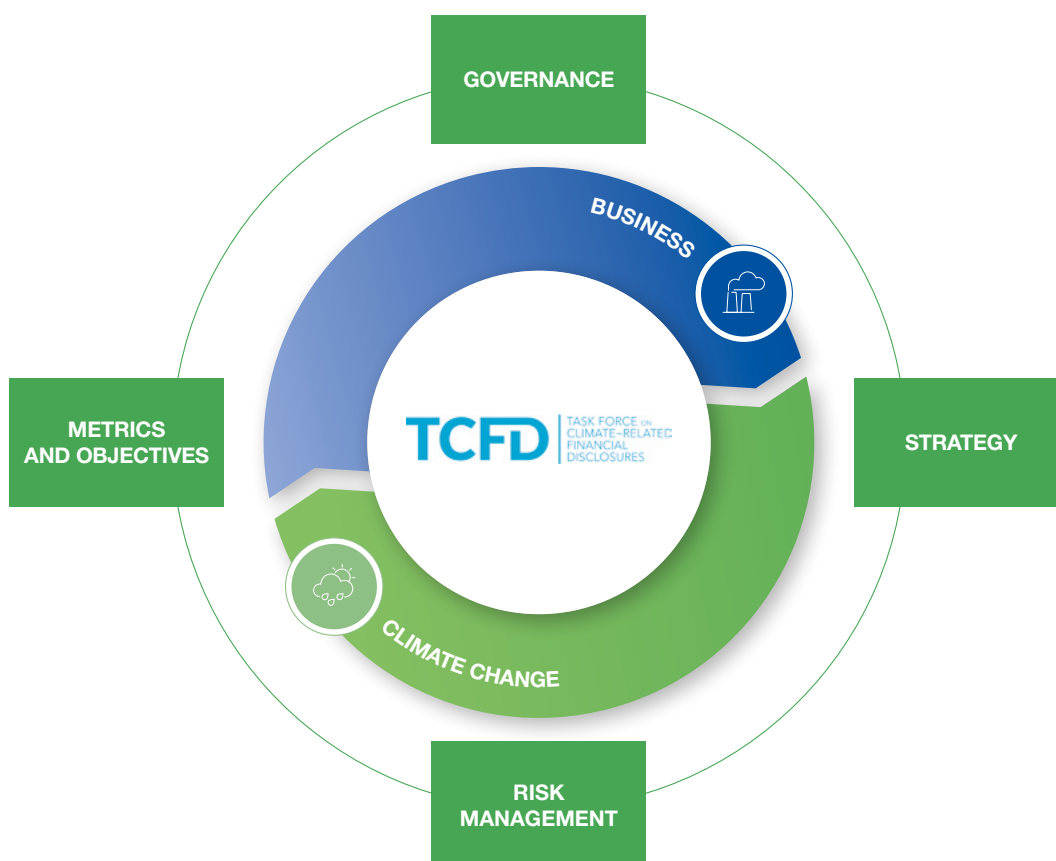 GOVERNANCE
BUSINESS
METRICS
AND OBJECTIVES
TCFD
TASK FORCE ON
CLIMATE-RELATED
FINANCIAL
DISCLOSURES
STRATEGY
CLIMATE CHANGE
RISK
MANAGEMENT